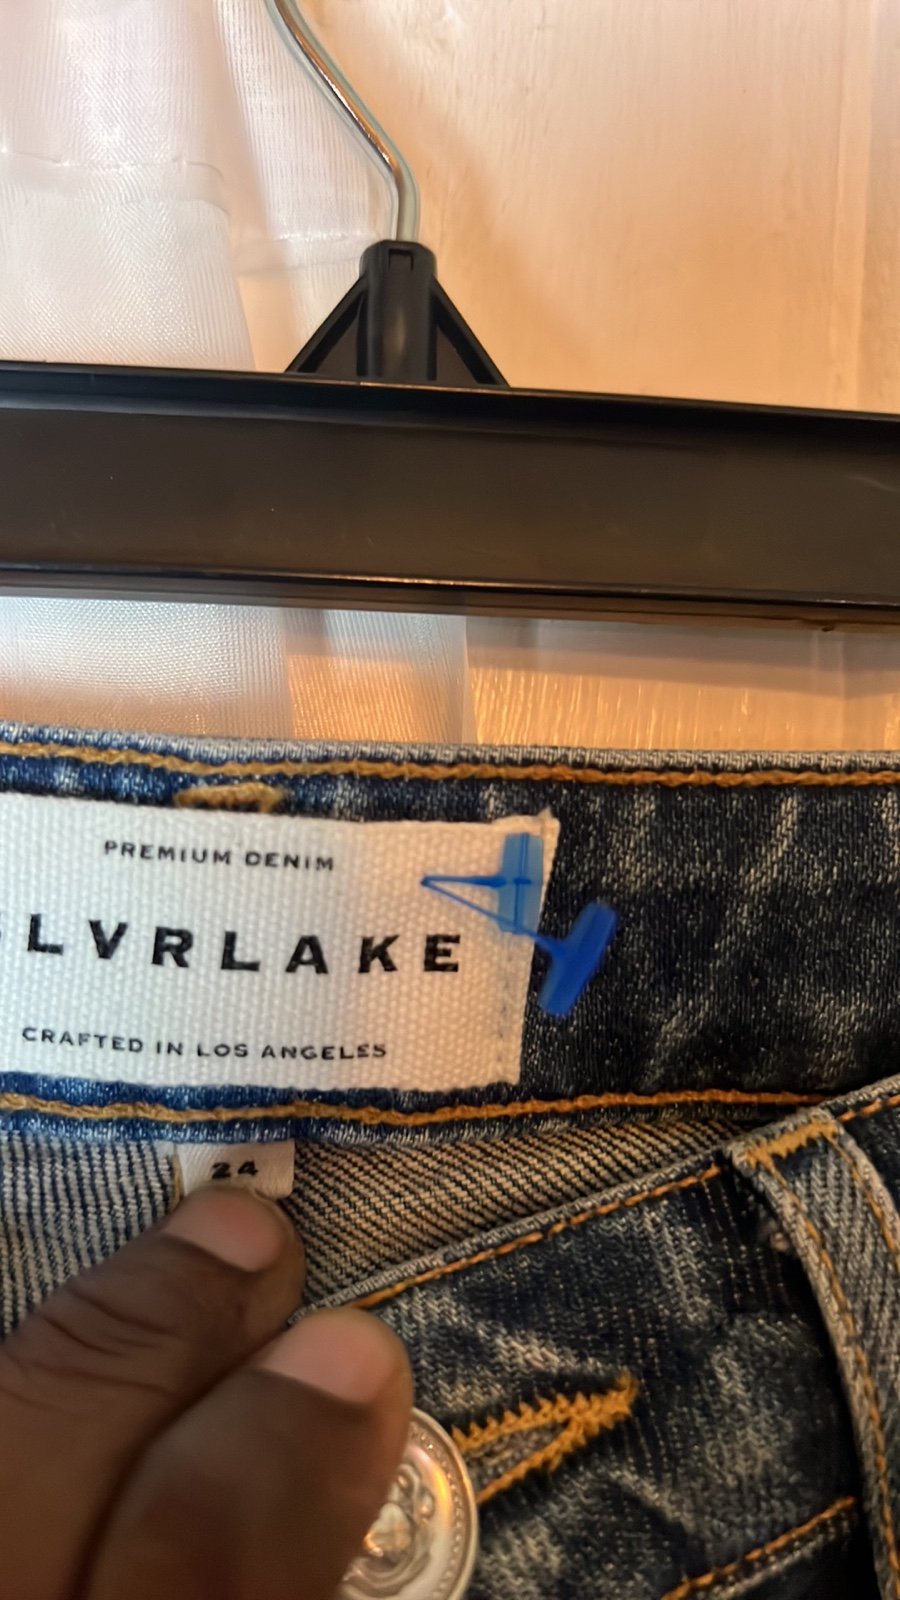 PREMIUM DENIM
SLVRLAKE
CRAFTED IN LOS ANGELES
24